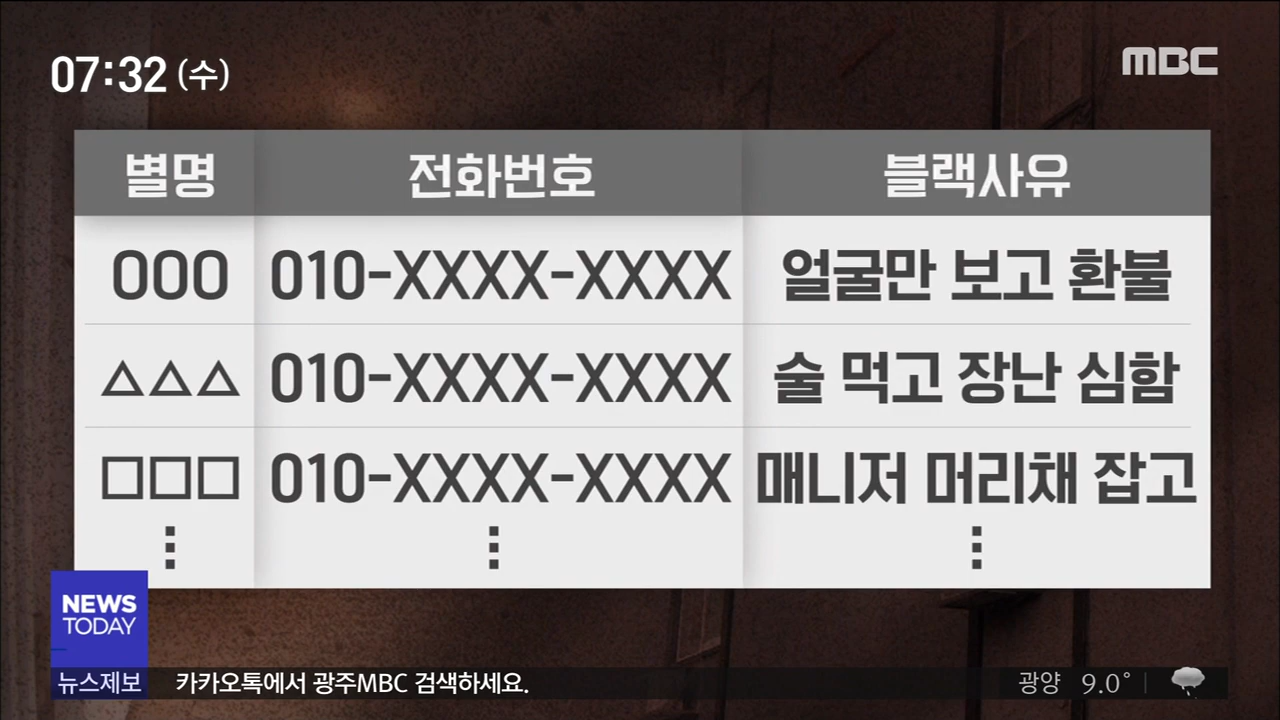 07:32 (수)
MBC
별명 전화번호 블랙사유
OOO 010-XXXX-XXXX 얼굴만 보고 환불
△△△ 010-XXXX-XXXX 술 먹고 장난 심함
□□□ 010-XXXX-XXXX 매니저 머리채 잡고
⋮ ⋮ ⋮
NEWS
TODAY
뉴스제보 카카오톡에서 광주MBC 검색하세요. 광양 9.0°